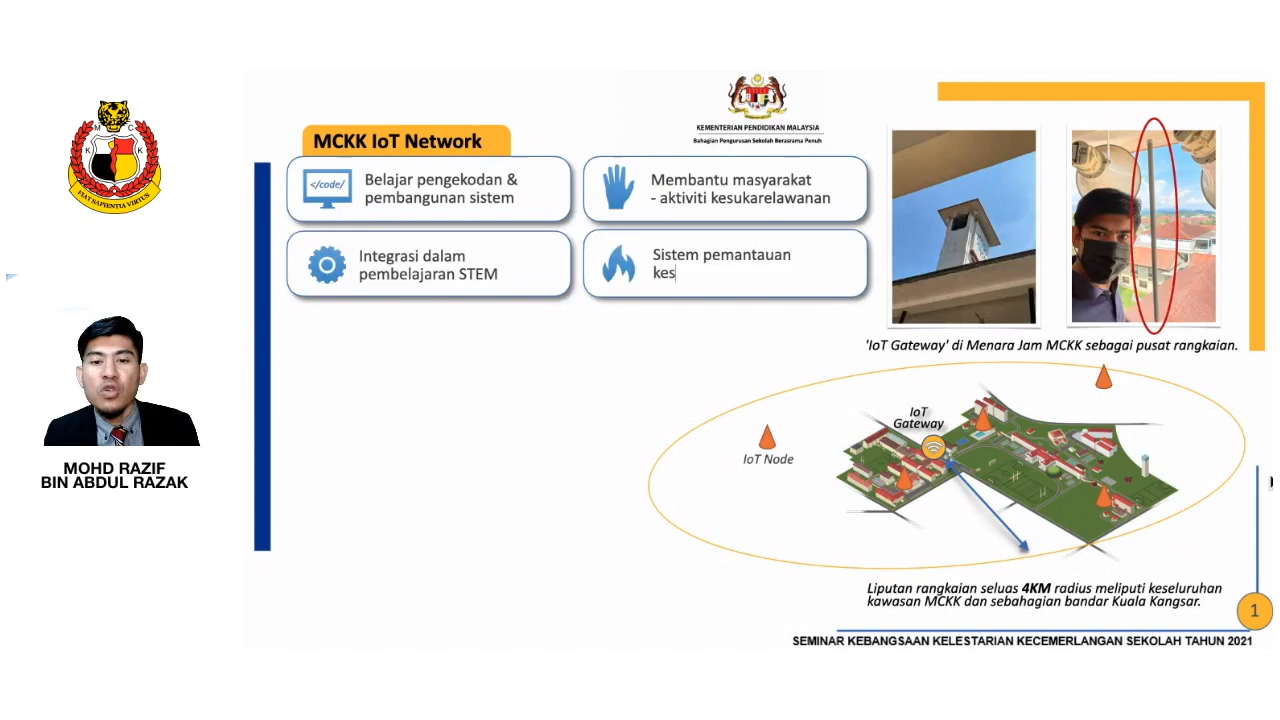 M C
K K
FIAT SAPIENTIA VIRTUS
MOHD RAZIF
BIN ABDUL RAZAK
KEMENTERIAN PENDIDIKAN MALAYSIA
Bahagian Pengurusan Sekolah Berasrama Penuh
MCKK IoT Network
</code/
Belajar pengekodan &
pembangunan sistem
Membantu masyarakat
- aktiviti kesukarelawanan
Integrasi dalam
pembelajaran STEM
Sistem pemantauan
kes
'IoT Gateway' di Menara Jam MCKK sebagai pusat rangkaian.
IoT
Gateway
IoT Node
Liputan rangkaian seluas 4KM radius meliputi keseluruhan
kawasan MCKK dan sebahagian bandar Kuala Kangsar.
1
SEMINAR KEBANGSAAN KELESTARIAN KECEMERLANGAN SEKOLAH TAHUN 2021